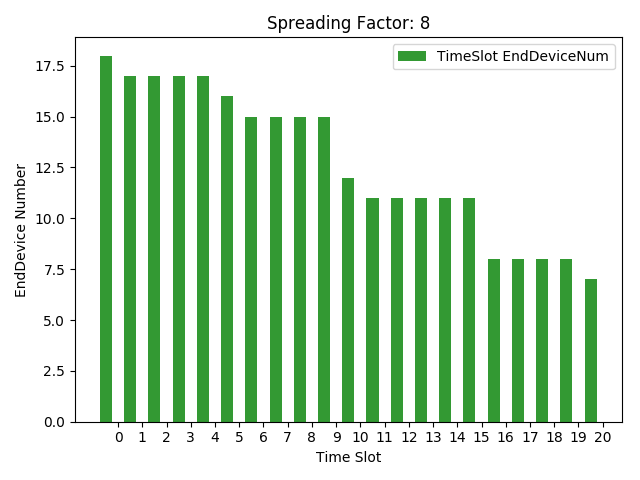 Spreading Factor: 8
TimeSlot EndDeviceNum
17.5
15.0
12.5
10.0
7.5
5.0
2.5
0.0
EndDevice Number
0 1 2 3 4 5 6 7 8 9 10 11 12 13 14 15 16 17 18 19 20
Time Slot